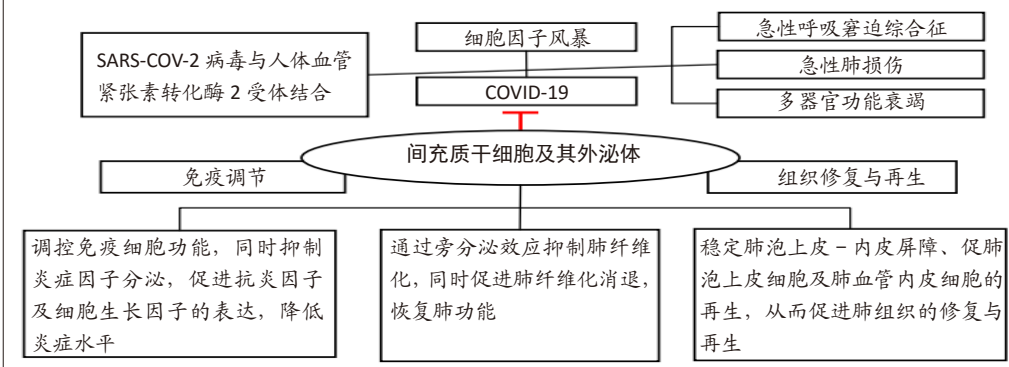 细胞因子风暴
急性呼吸窘迫综合征
SARS-COV-2 病毒与人体血管
紧张素转化酶 2 受体结合
急性肺损伤
COVID-19
多器官功能衰竭
间充质干细胞及其外泌体
免疫调节
组织修复与再生
调控免疫细胞功能，同时抑制
炎症因子分泌，促进抗炎因子
及细胞生长因子的表达，降低
炎症水平
通过旁分泌效应抑制肺纤维
化，同时促进肺纤维化消退，
恢复肺功能
稳定肺泡上皮－内皮屏障、促肺
泡上皮细胞及肺血管内皮细胞的
再生，从而促进肺组织的修复与
再生